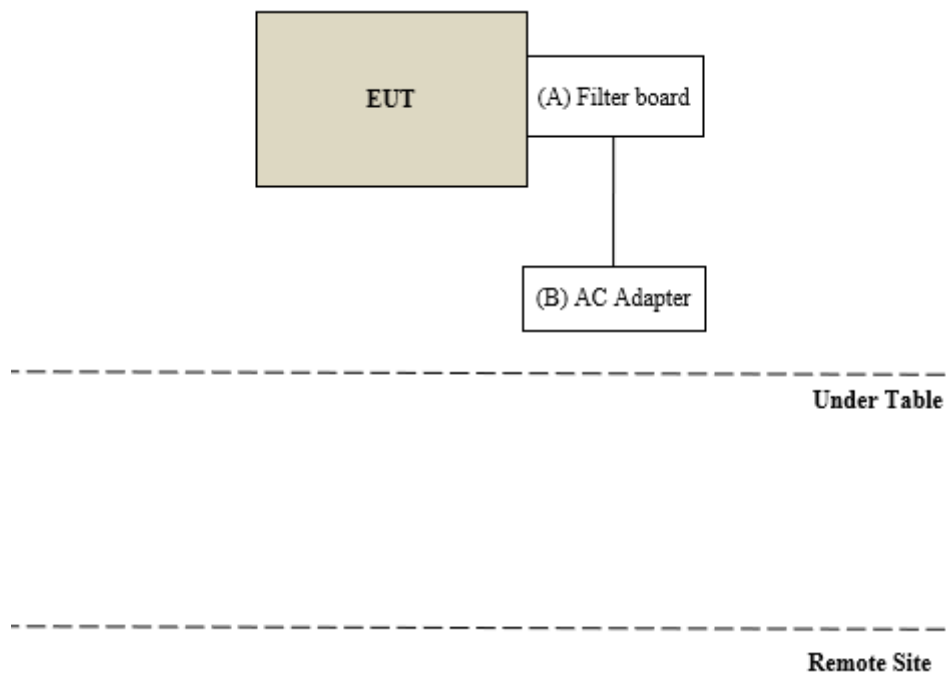 EUT
(A) Filter board
(B) AC Adapter
Under Table
Remote Site